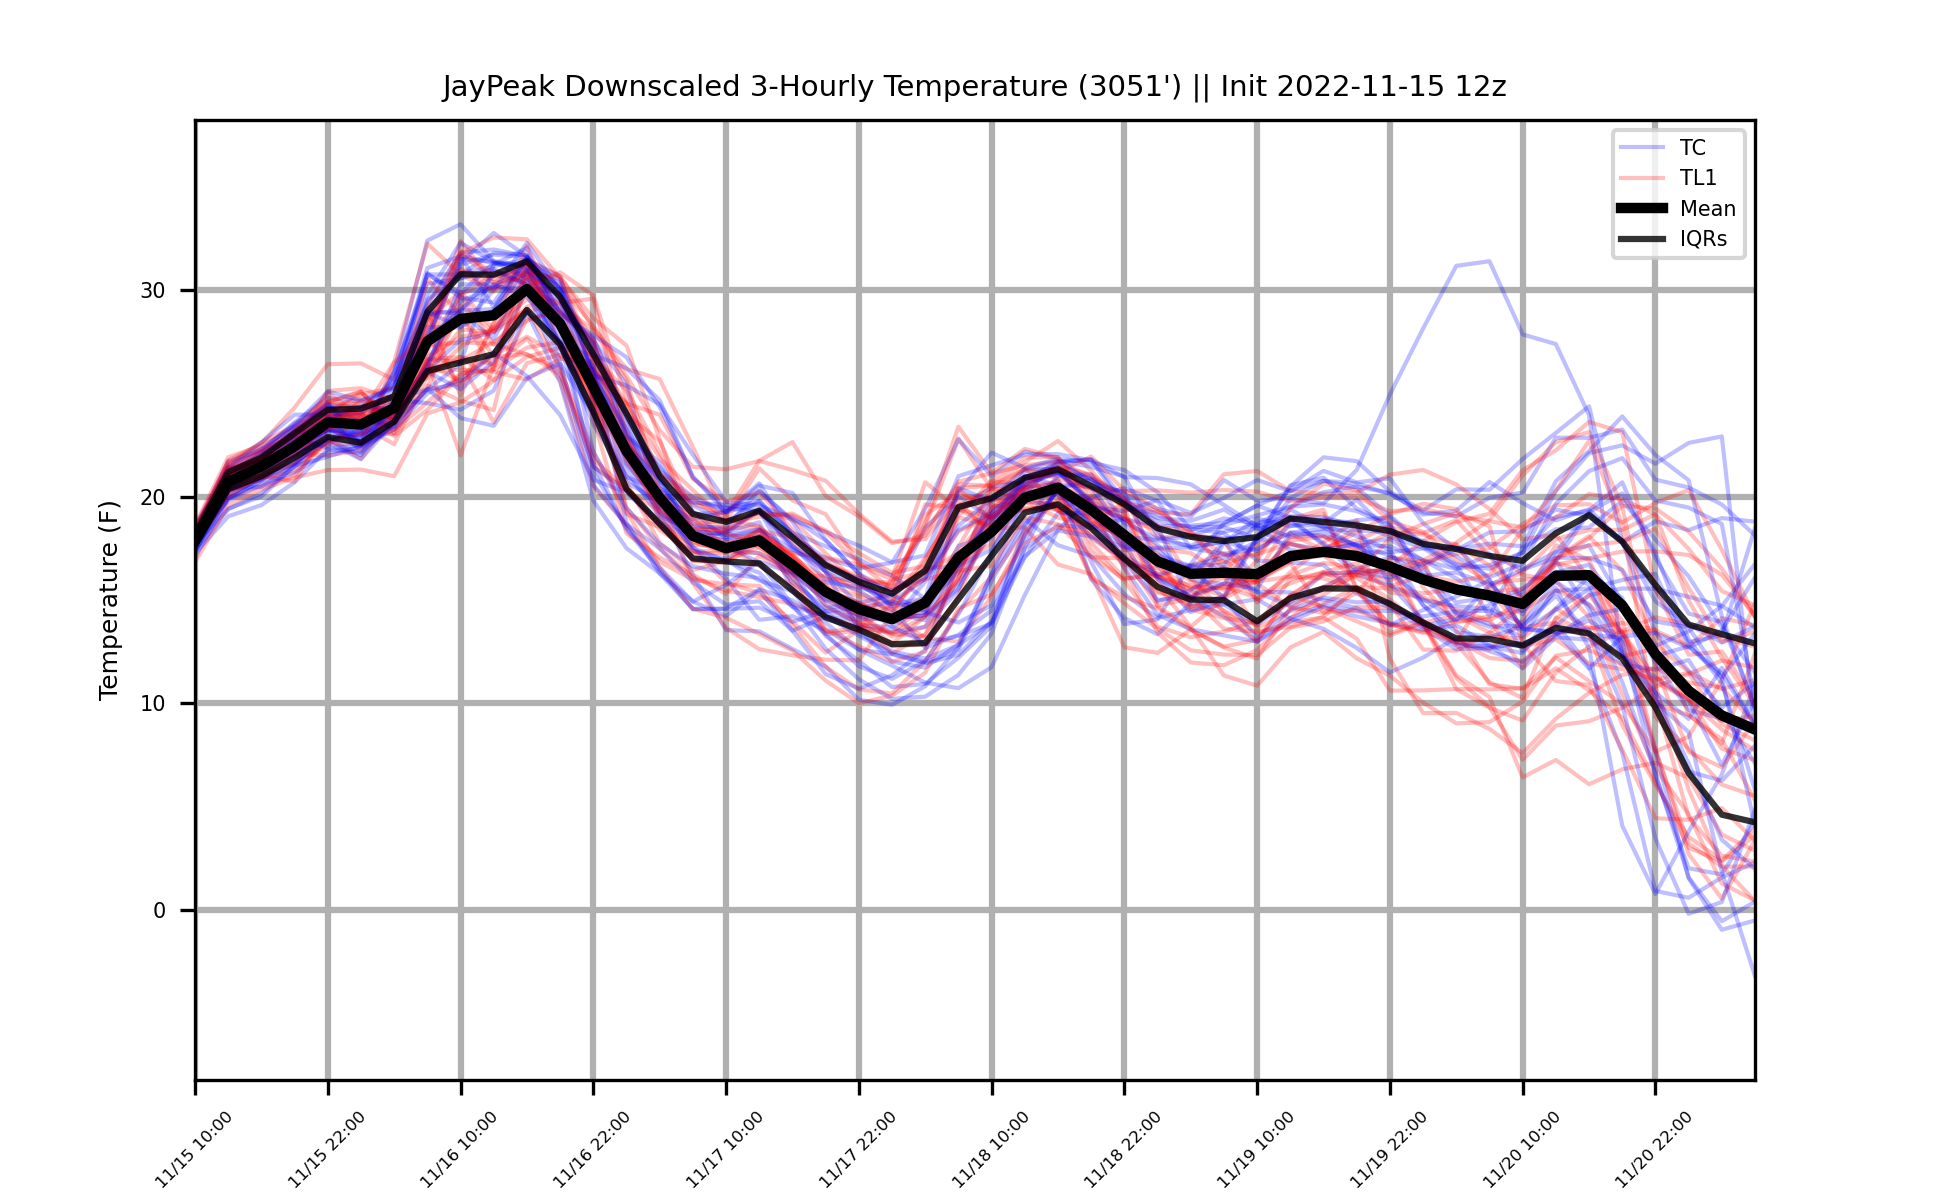 JayPeak Downscaled 3-Hourly Temperature (3051') || Init 2022-11-15 12z
TC
TL1
Mean
IQRs
Temperature (F)
30
20
10
0
11/15 10:00
11/15 22:00
11/16 10:00
11/16 22:00
11/17 10:00
11/17 22:00
11/18 10:00
11/18 22:00
11/19 10:00
11/19 22:00
11/20 10:00
11/20 22:00